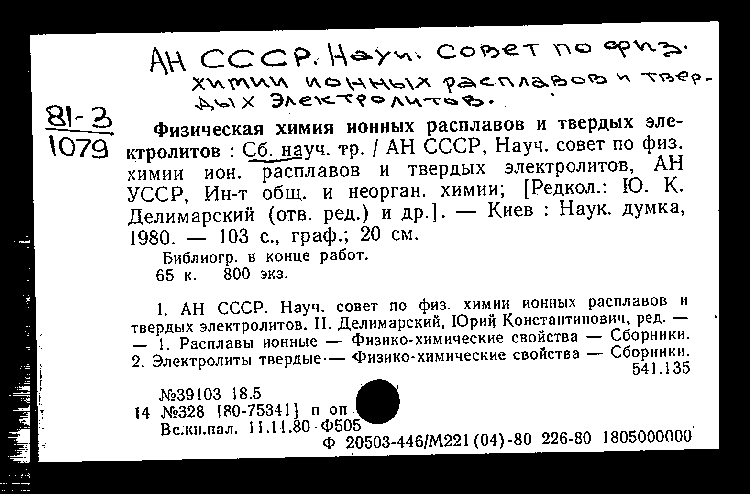 АН СССР. Науч. совет по физ.
химии ионных расплавов и твер-
дых электролитов.
81-3
1079
Физическая химия ионных расплавов и твердых эле-
ктролитов : Сб. науч. тр. / АН СССР, Науч. совет по физ.
химии ион. расплавов и твердых электролитов, АН
УССР, Ин-т общ. и неорган. химии; [Редкол.: Ю. К.
Делимарский (отв. ред.) и др.]. — Киев : Наук. думка,
1980. — 103 с., граф.; 20 см.
Библиогр. в конце работ.
65 к. 800 экз.
1. АН СССР. Науч. совет по физ. химии ионных расплавов и
твердых электролитов. II. Делимарский, Юрий Константинович, ред. —
— 1. Расплавы ионные — Физико-химические свойства — Сборники.
2. Электролиты твердые — Физико-химические свойства — Сборники.
541.135
№39103 18.5
14 №328 [80-75341] п оп
Вс.кн.пал. 11.11.80 Ф505
Ф 20503-446/М221(04)-80 226-80 1805000000